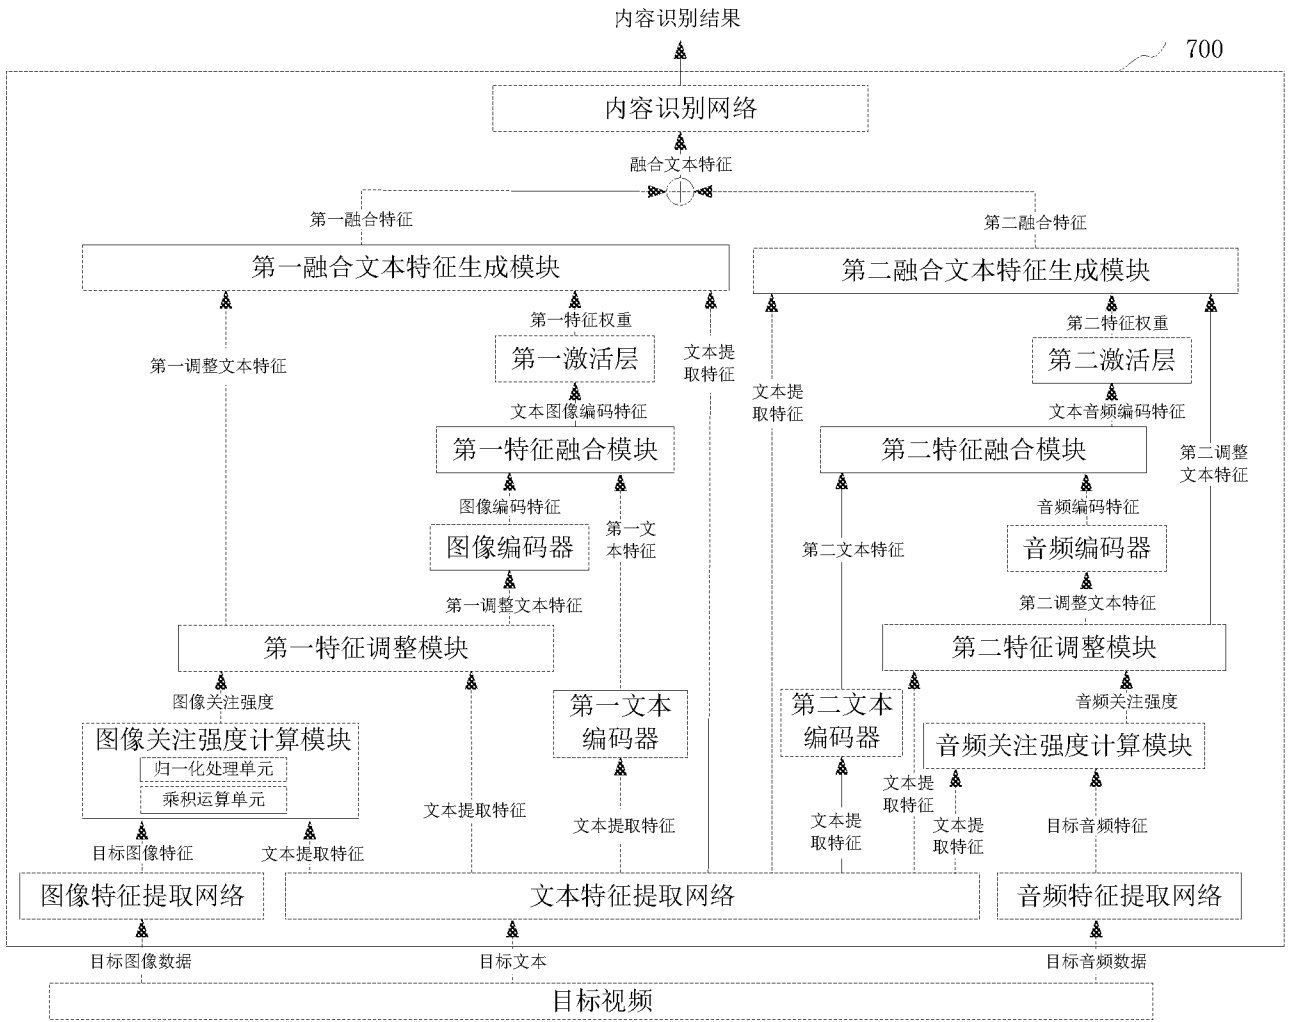 内容识别结果
700
内容识别网络
融合文本特征
第一融合特征
第二融合特征
第一融合文本特征生成模块
第二融合文本特征生成模块
第一特征权重
第二特征权重
第一调整文本特征
第一激活层
文本提
取特征
文本提
取特征
第二激活层
文本图像编码特征
文本音频编码特征
第一特征融合模块
第二特征融合模块
第二调整
文本特征
图像编码特征
第一文
本特征
音频编码特征
图像编码器
第二文本特征
音频编码器
第一调整文本特征
第二调整文本特征
第一特征调整模块
第二特征调整模块
图像关注强度
音频关注强度
第一文本
编码器
第二文本
编码器
图像关注强度计算模块
归一化处理单元
乘积运算单元
音频关注强度计算模块
文本提取特征
文本提取特征
文本提
取特征
文本提
取特征
文本提
取特征
目标音频特征
目标图像特征
文本提取特征
图像特征提取网络
文本特征提取网络
音频特征提取网络
目标图像数据
目标文本
目标音频数据
目标视频